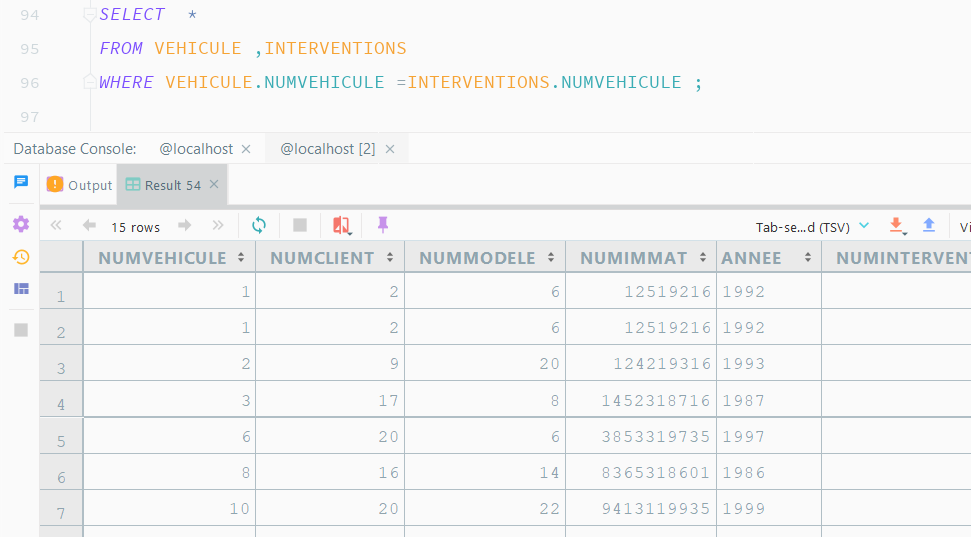 94 SELECT *
95 FROM VEHICULE ,INTERVENTIONS
96 WHERE VEHICULE.NUMVEHICULE =INTERVENTIONS.NUMVEHICULE ;
97
Database Console: @localhost × @localhost [2] ×
Output Result 54 ×
15 rows Tab-se...d (TSV) Vi
NUMVEHICULE NUMCLIENT NUMMODELE NUMIMMAT ANNEE NUMINTERVENT
1 1 2 6 12519216 1992
2 1 2 6 12519216 1992
3 2 9 20 124219316 1993
4 3 17 8 1452318716 1987
5 6 20 6 3853319735 1997
6 8 16 14 8365318601 1986
7 10 20 22 9413119935 1999